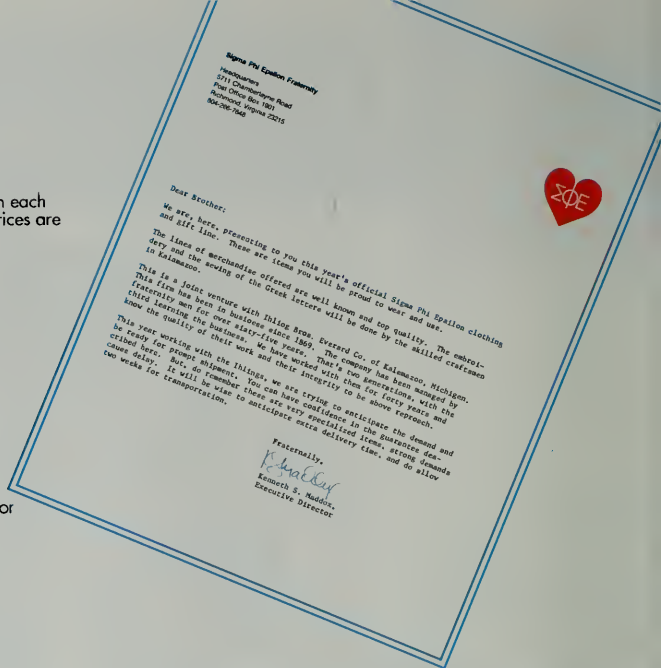 n each
rices are
or
Sigma Phi Epsilon Fraternity
Headquarters
5711 Chamberlayne Road
Post Office Box 1901
Richmond, Virginia 23215
804-266-7648
ΣΦΕ
Dear Brother:
We are, here, presenting to you this year's official Sigma Phi Epsilon clothing
and gift line. These are items you will be proud to wear and use.
The lines of merchandise offered are well known and top quality. The embroi-
dery and the sewing of the Greek letters will be done by the skilled craftsmen
in Kalamazoo.
This is a joint venture with Ihling Bros. Everard Co. of Kalamazoo, Michigen.
This firm has been in business since 1869. The company has been managed by
fraternity men for over sixty-five years. That's two generations, with the
third learning the business. We have worked with them for forty years and
know the quality of their work and their integrity to be above reproach.
This year working with the Ihlings, we are trying to anticipate the demand and
be ready for prompt shipment. You can have confidence in the guarantee des-
cribed here. But, do remember these are very specialized items, strong demands
cause delay. It will be wise to anticipate extra delivery time, and do allow
two weeks for transportation.
Fraternally,
Kenneth S. Maddox,
Executive Director